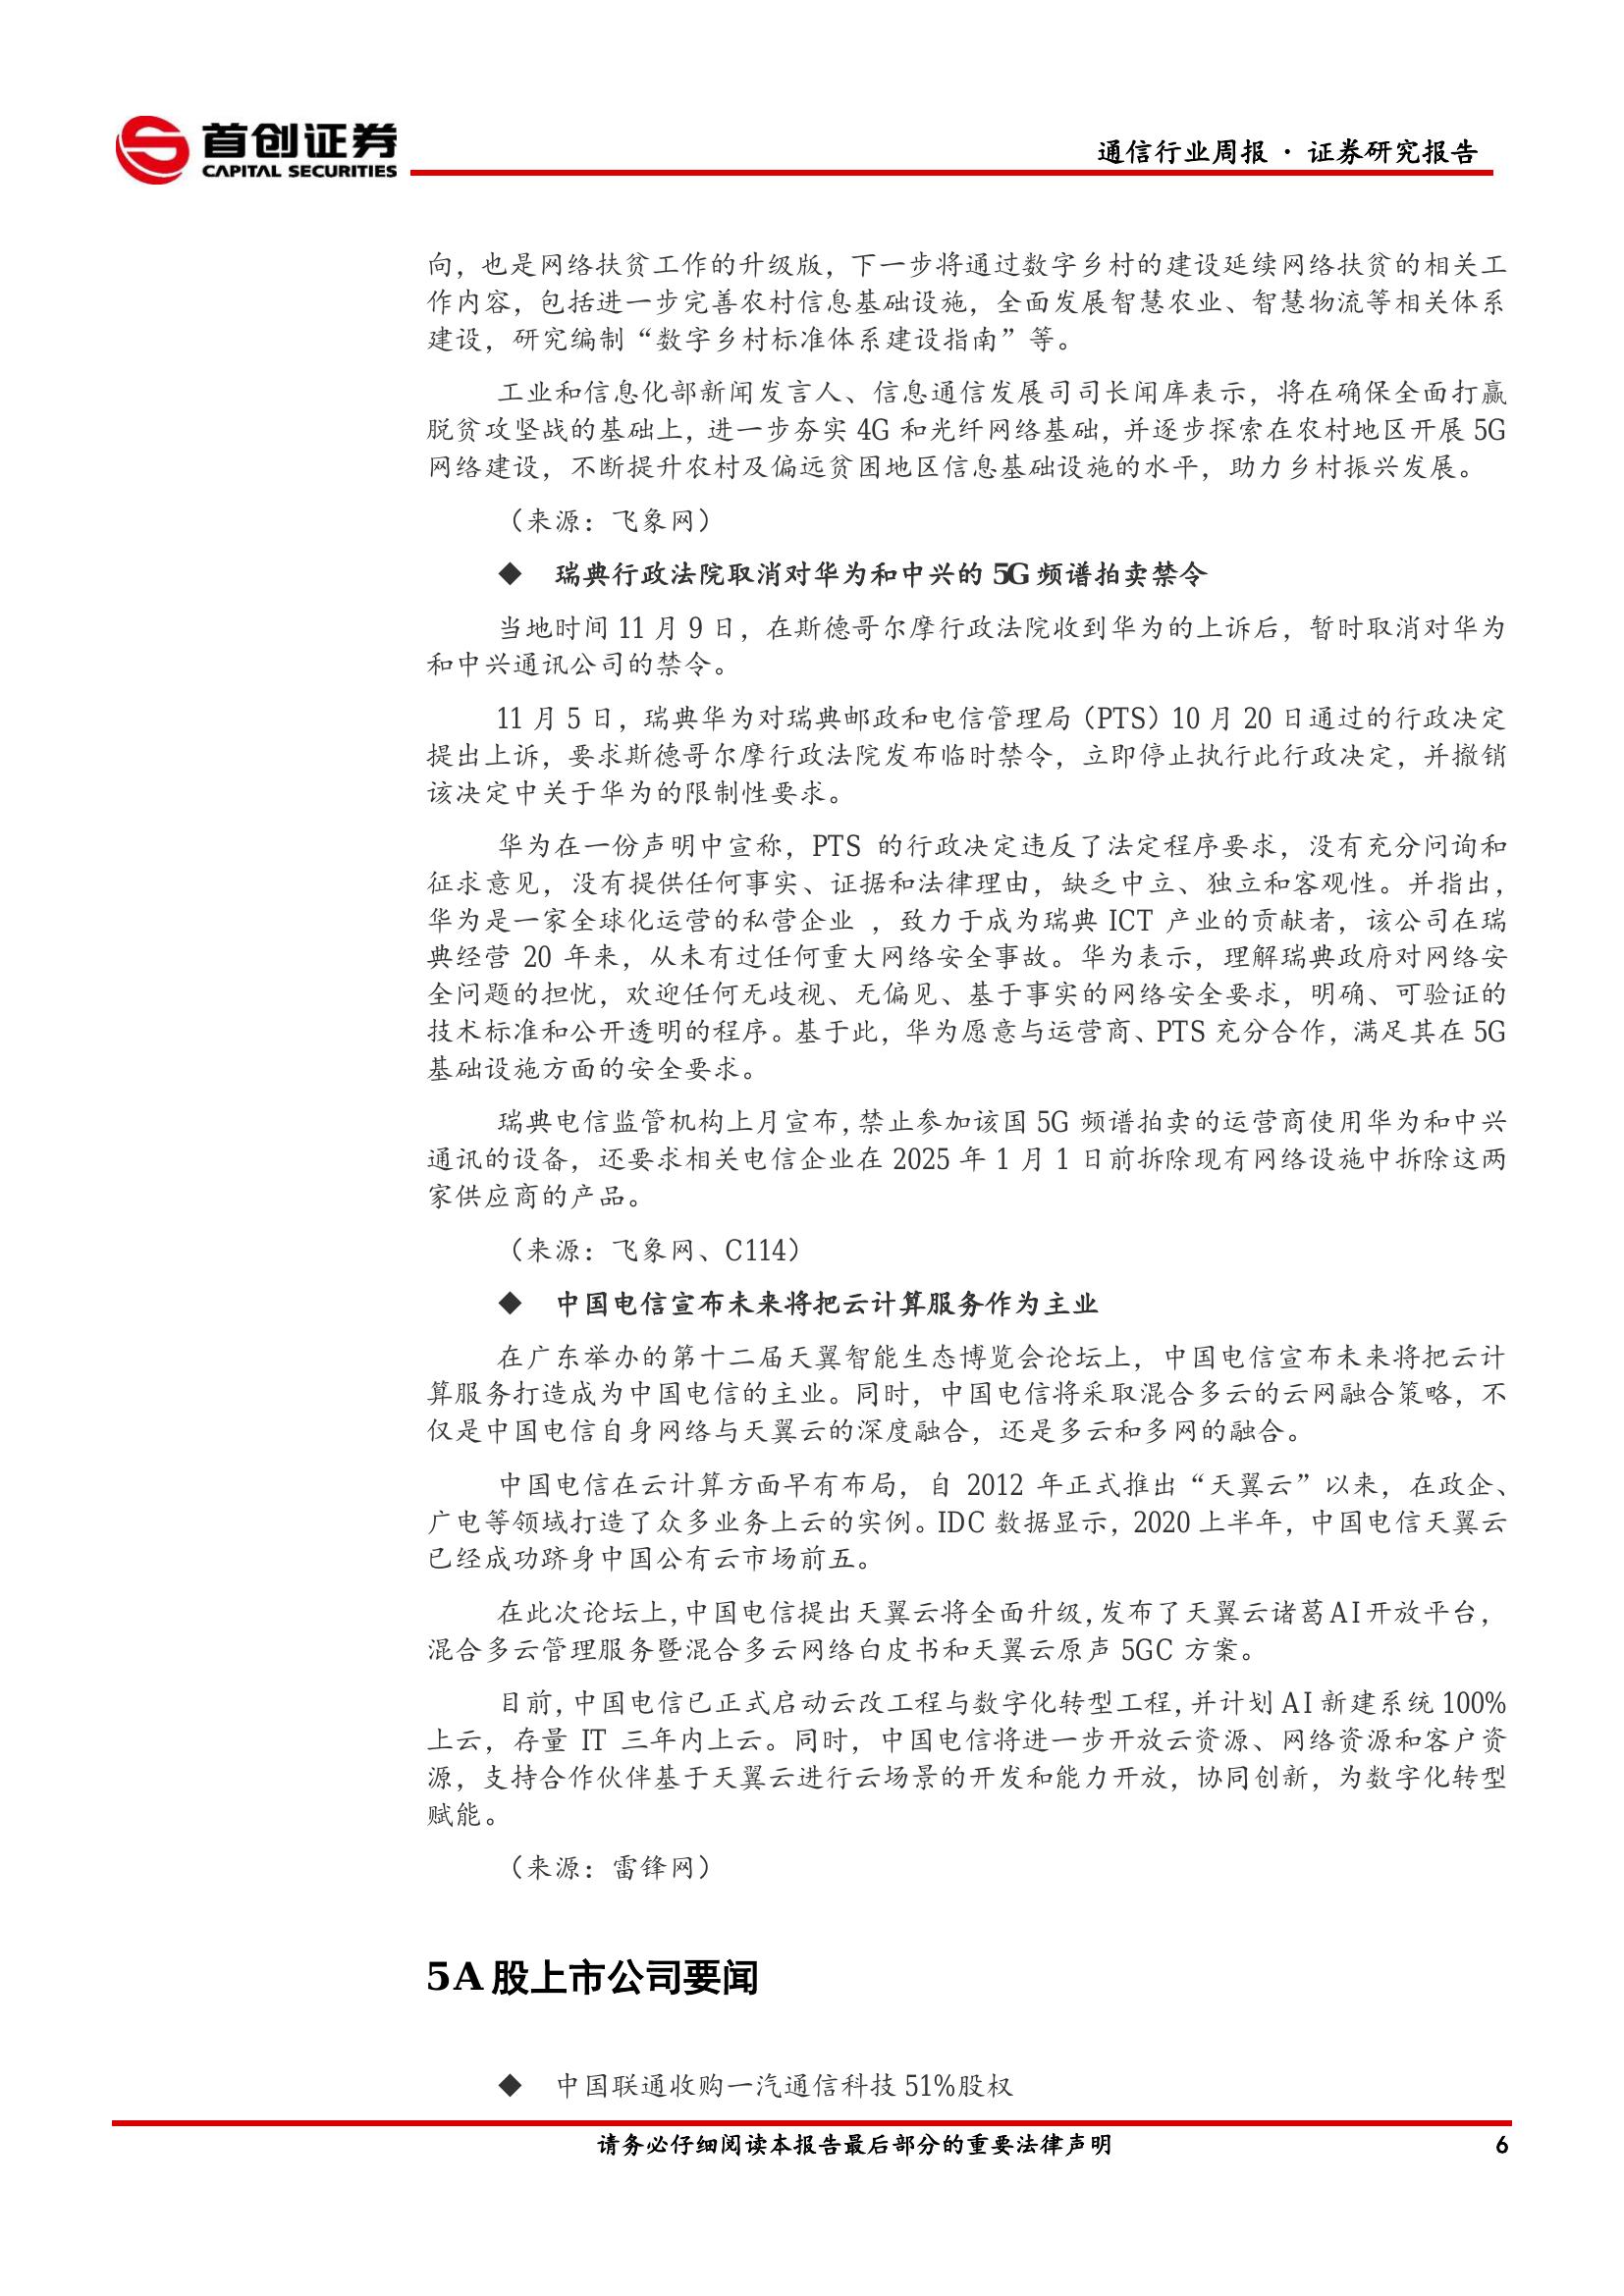 首创证券
CAPITAL SECURITIES
通信行业周报 · 证券研究报告
向，也是网络扶贫工作的升级版，下一步将通过数字乡村的建设延续网络扶贫的相关工
作内容，包括进一步完善农村信息基础设施，全面发展智慧农业、智慧物流等相关体系
建设，研究编制“数字乡村标准体系建设指南”等。
工业和信息化部新闻发言人、信息通信发展司司长闻库表示，将在确保全面打赢
脱贫攻坚战的基础上，进一步夯实 4G 和光纤网络基础，并逐步探索在农村地区开展 5G
网络建设，不断提升农村及偏远贫困地区信息基础设施的水平，助力乡村振兴发展。
（来源：飞象网）
◆ 瑞典行政法院取消对华为和中兴的 5G 频谱拍卖禁令
当地时间 11 月 9 日，在斯德哥尔摩行政法院收到华为的上诉后，暂时取消对华为
和中兴通讯公司的禁令。
11 月 5 日，瑞典华为对瑞典邮政和电信管理局（PTS）10 月 20 日通过的行政决定
提出上诉，要求斯德哥尔摩行政法院发布临时禁令，立即停止执行此行政决定，并撤销
该决定中关于华为的限制性要求。
华为在一份声明中宣称，PTS 的行政决定违反了法定程序要求，没有充分问询和
征求意见，没有提供任何事实、证据和法律理由，缺乏中立、独立和客观性。并指出，
华为是一家全球化运营的私营企业 ，致力于成为瑞典 ICT 产业的贡献者，该公司在瑞
典经营 20 年来，从未有过任何重大网络安全事故。华为表示，理解瑞典政府对网络安
全问题的担忧，欢迎任何无歧视、无偏见、基于事实的网络安全要求，明确、可验证的
技术标准和公开透明的程序。基于此，华为愿意与运营商、PTS 充分合作，满足其在 5G
基础设施方面的安全要求。
瑞典电信监管机构上月宣布，禁止参加该国 5G 频谱拍卖的运营商使用华为和中兴
通讯的设备，还要求相关电信企业在 2025 年 1 月 1 日前拆除现有网络设施中拆除这两
家供应商的产品。
（来源：飞象网、C114）
◆ 中国电信宣布未来将把云计算服务作为主业
在广东举办的第十二届天翼智能生态博览会论坛上，中国电信宣布未来将把云计
算服务打造成为中国电信的主业。同时，中国电信将采取混合多云的云网融合策略，不
仅是中国电信自身网络与天翼云的深度融合，还是多云和多网的融合。
中国电信在云计算方面早有布局，自 2012 年正式推出“天翼云”以来，在政企、
广电等领域打造了众多业务上云的实例。IDC 数据显示，2020 上半年，中国电信天翼云
已经成功跻身中国公有云市场前五。
在此次论坛上，中国电信提出天翼云将全面升级，发布了天翼云诸葛 AI 开放平台，
混合多云管理服务暨混合多云网络白皮书和天翼云原声 5GC 方案。
目前，中国电信已正式启动云改工程与数字化转型工程，并计划 AI 新建系统 100%
上云，存量 IT 三年内上云。同时，中国电信将进一步开放云资源、网络资源和客户资
源，支持合作伙伴基于天翼云进行云场景的开发和能力开放，协同创新，为数字化转型
赋能。
（来源：雷锋网）
5A 股上市公司要闻
◆ 中国联通收购一汽通信科技 51%股权
请务必仔细阅读本报告最后部分的重要法律声明
6